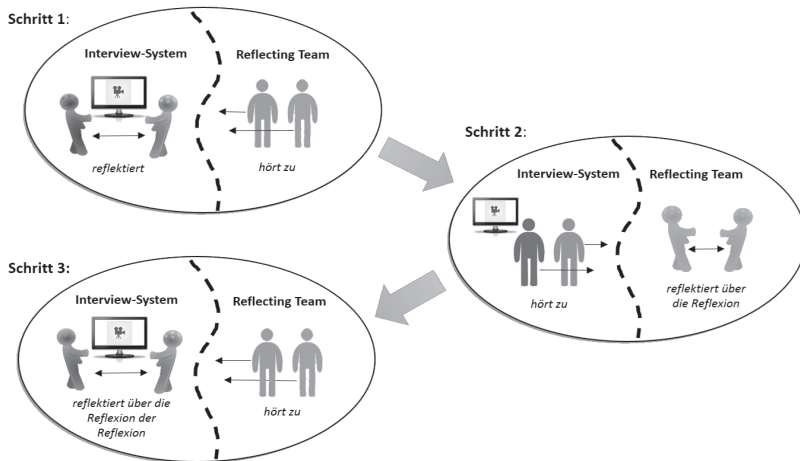 Schritt 1:
Interview-System
Reflecting Team
reflektiert
hört zu
Schritt 2:
Interview-System
Reflecting Team
hört zu
reflektiert über
die Reflexion
Schritt 3:
Interview-System
Reflecting Team
reflektiert über die
Reflexion der
Reflexion
hört zu